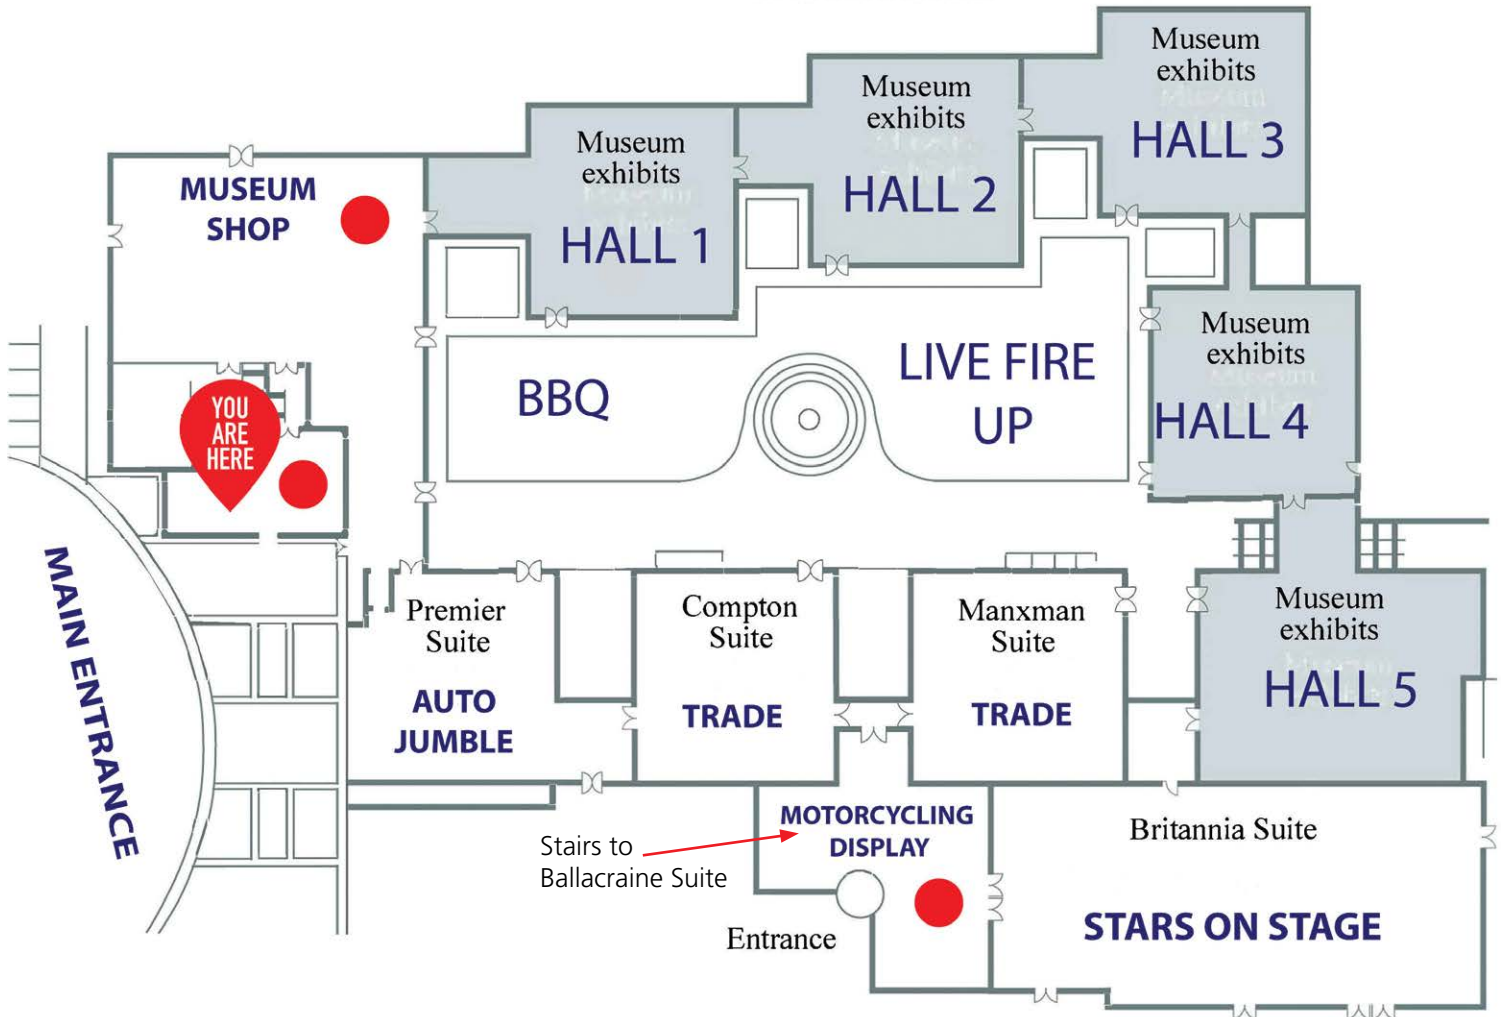 Museum
exhibits
HALL 3
Museum
exhibits
HALL 2
Museum
exhibits
HALL 1
MUSEUM
SHOP
Museum
exhibits
HALL 4
LIVE FIRE
UP
BBQ
YOU
ARE
HERE
MAIN ENTRANCE
Premier
Suite
AUTO
JUMBLE
Compton
Suite
TRADE
Manxman
Suite
TRADE
Museum
exhibits
HALL 5
MOTORCYCLING
DISPLAY
Stairs to
Ballacraine Suite
Entrance
Britannia Suite
STARS ON STAGE